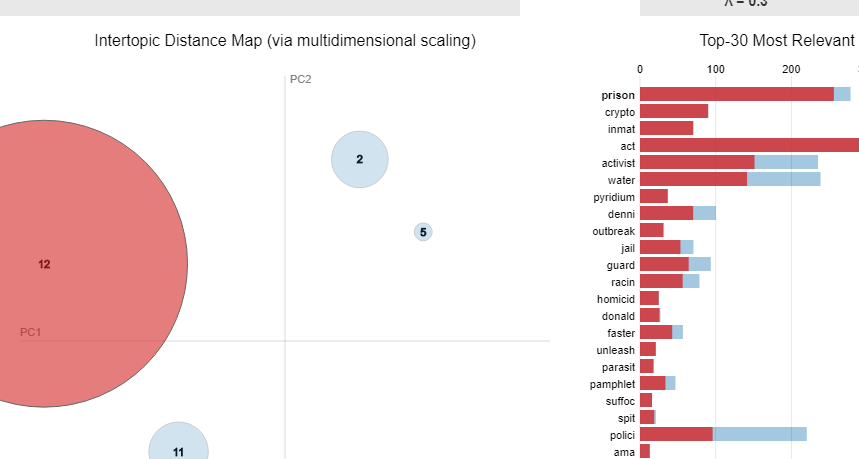 λ = 0.3
Intertopic Distance Map (via multidimensional scaling)
PC2
2
5
12
PC1
11
Top-30 Most Relevant
0 100 200
prison
crypto
inmat
act
activist
water
pyridium
denni
outbreak
jail
guard
racin
homicid
donald
faster
unleash
parasit
pamphlet
suffoc
spit
polici
ama